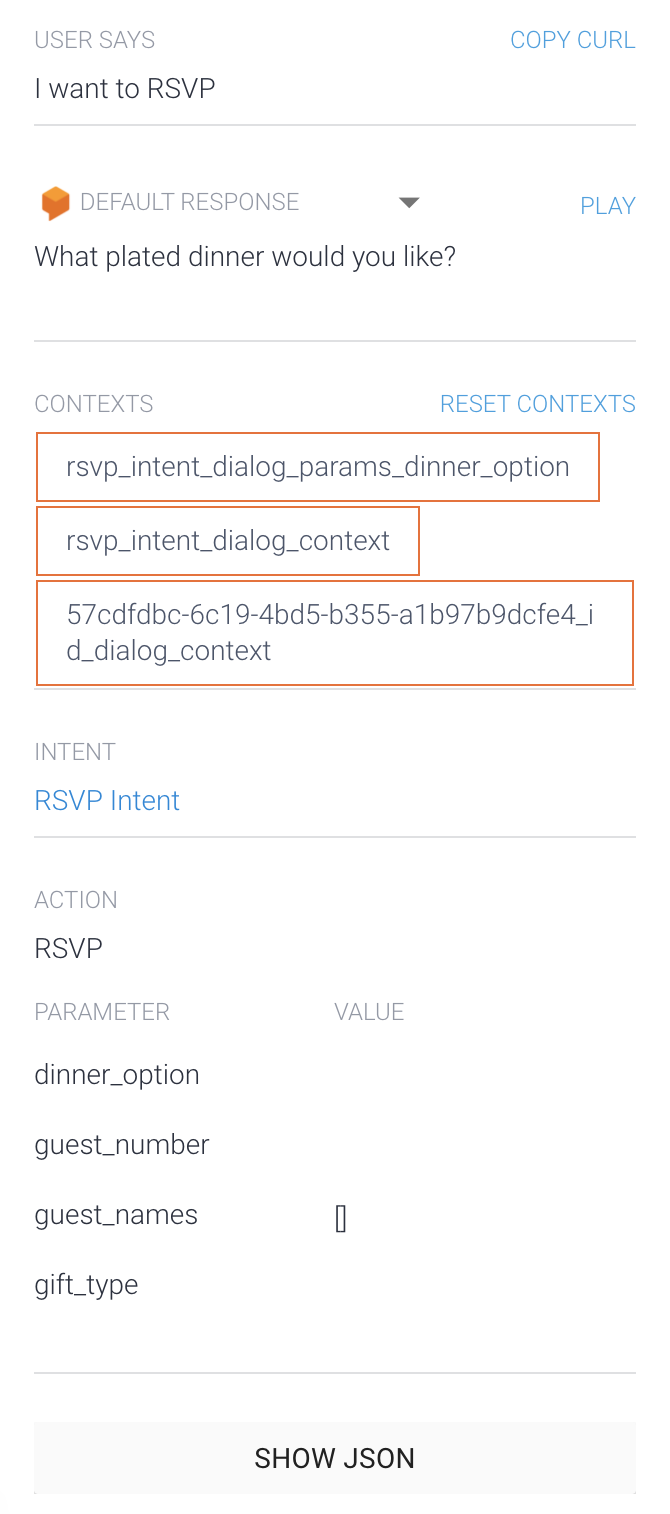 USER SAYS COPY CURL
I want to RSVP
DEFAULT RESPONSE PLAY
What plated dinner would you like?
CONTEXTS RESET CONTEXTS
rsvp_intent_dialog_params_dinner_option
rsvp_intent_dialog_context
57cdfdbc-6c19-4bd5-b355-a1b97b9dcfe4_i
d_dialog_context
INTENT
RSVP Intent
ACTION
RSVP
PARAMETER VALUE
dinner_option
guest_number
guest_names []
gift_type
SHOW JSON